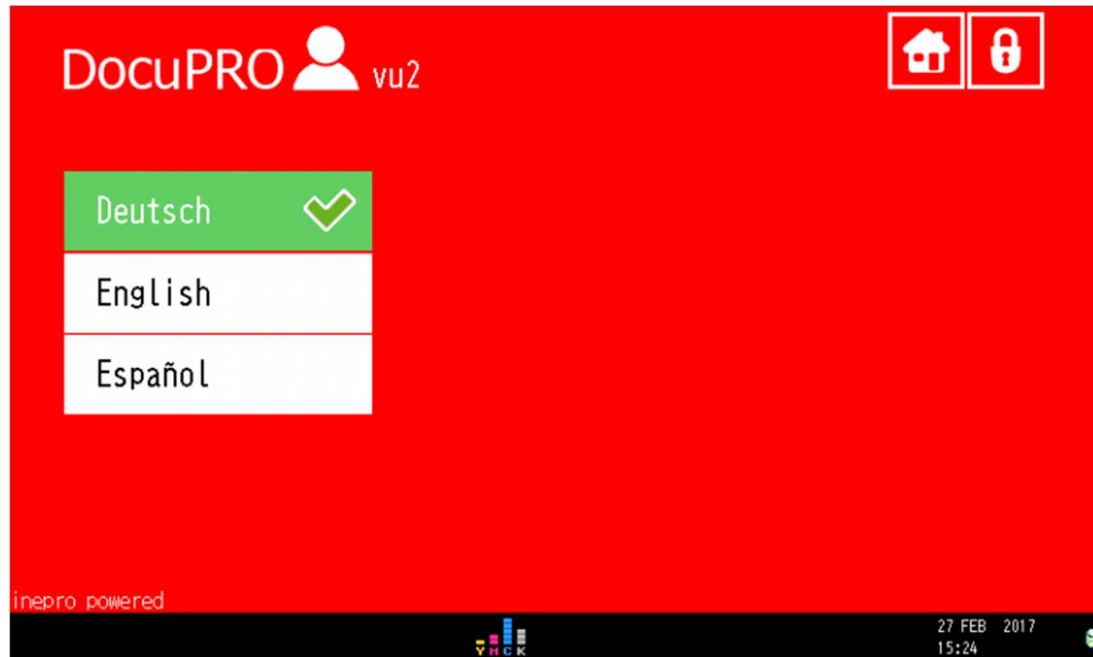 DocuPRO vu2
Deutsch
English
Español
inepro powered
Y M C K
27 FEB 2017
15:24